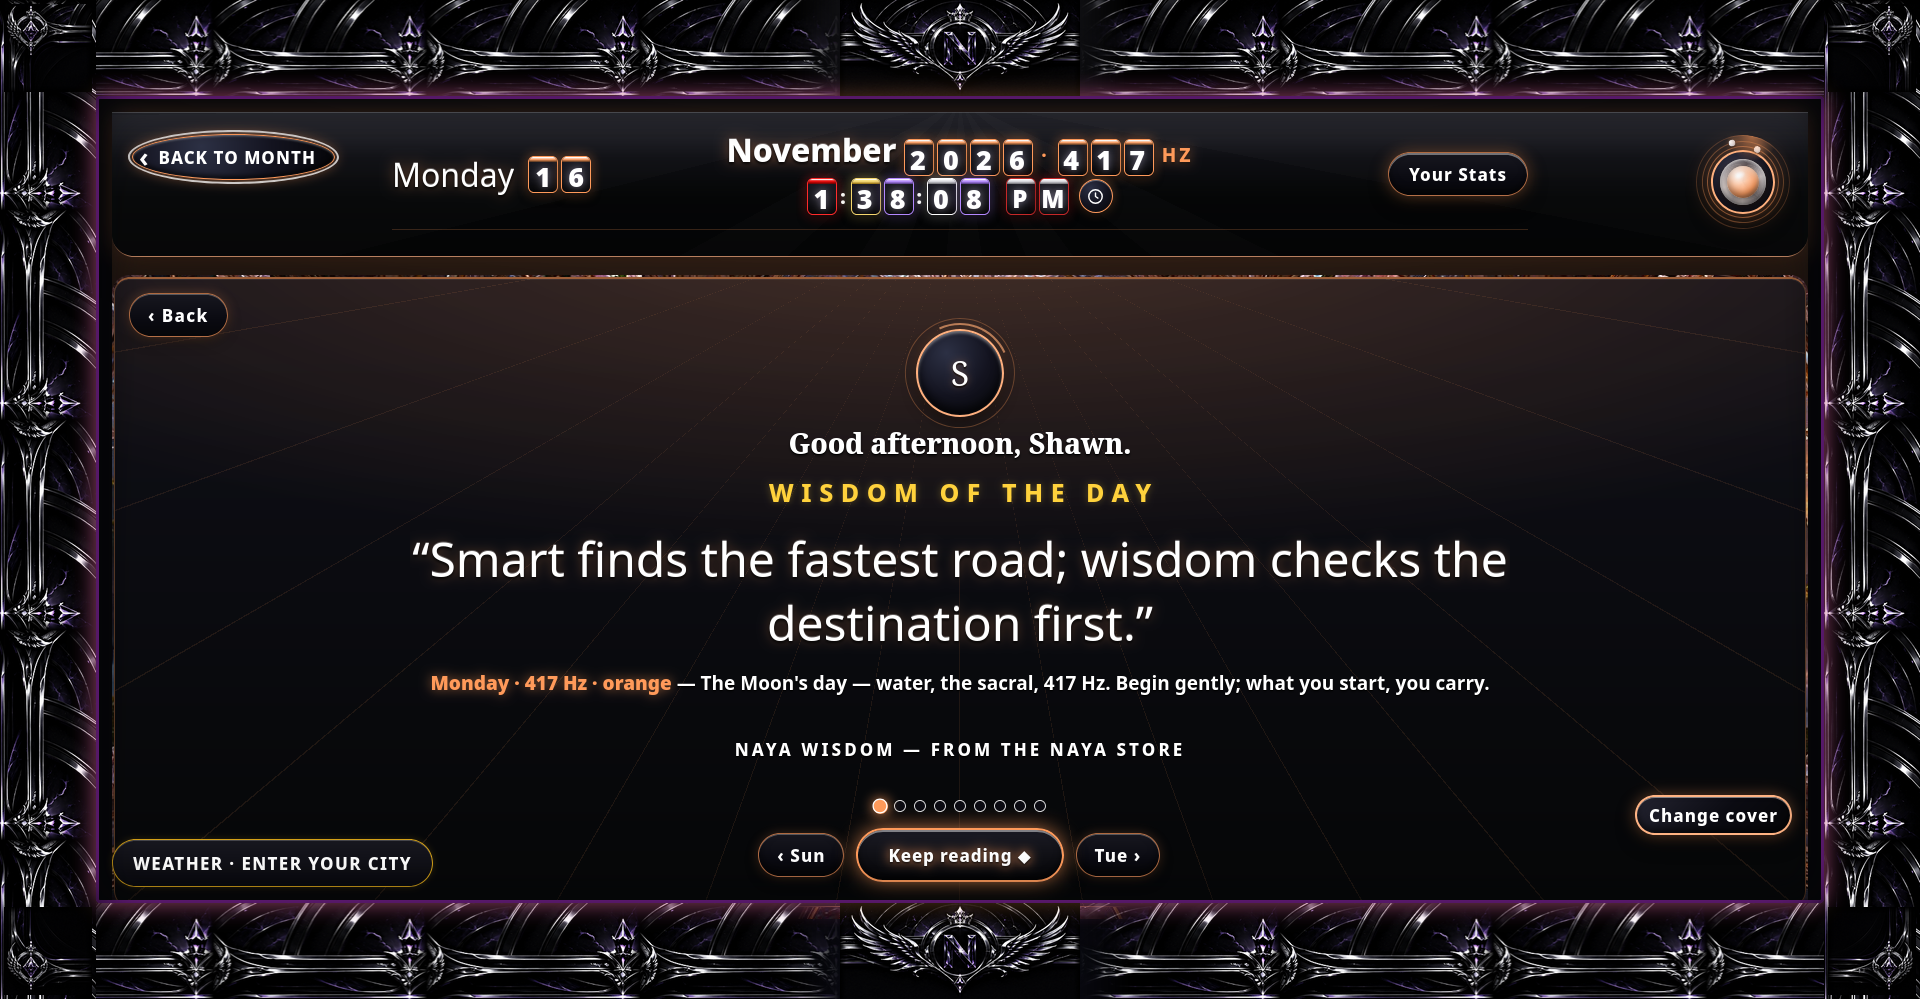 N
‹ BACK TO MONTH
Monday 16
November 2026 · 417 HZ
1:38:08 PM
Your Stats
‹ Back
S
Good afternoon, Shawn.
WISDOM OF THE DAY
“Smart finds the fastest road; wisdom checks the
destination first.”
Monday · 417 Hz · orange — The Moon's day — water, the sacral, 417 Hz. Begin gently; what you start, you carry.
NAYA WISDOM — FROM THE NAYA STORE
Change cover
WEATHER · ENTER YOUR CITY
‹ Sun
Keep reading ◆
Tue ›
N